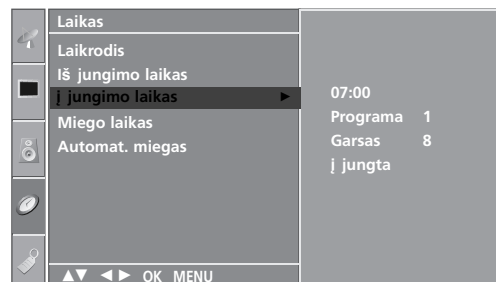 Laikas
Laikrodis
Iš jungimo laikas
į jungimo laikas ►
Miego laikas
Automat. miegas
07:00
Programa 1
Garsas 8
į jungta
▲▼ ◄► OK MENU